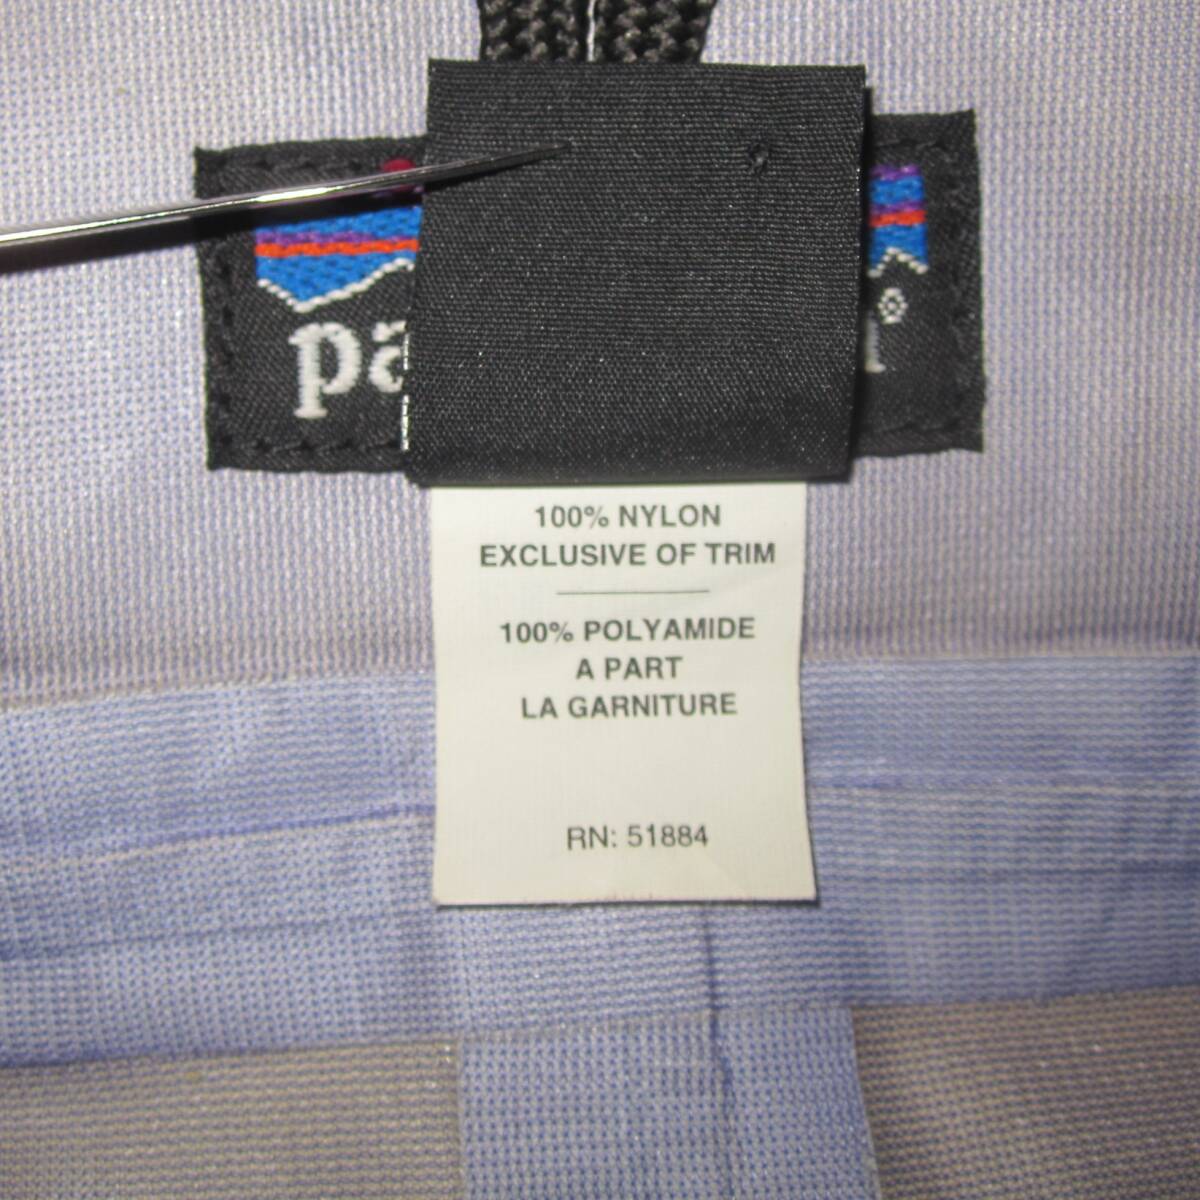 100% NYLON
EXCLUSIVE OF TRIM
100% POLYAMIDE
A PART
LA GARNITURE
RN: 51884